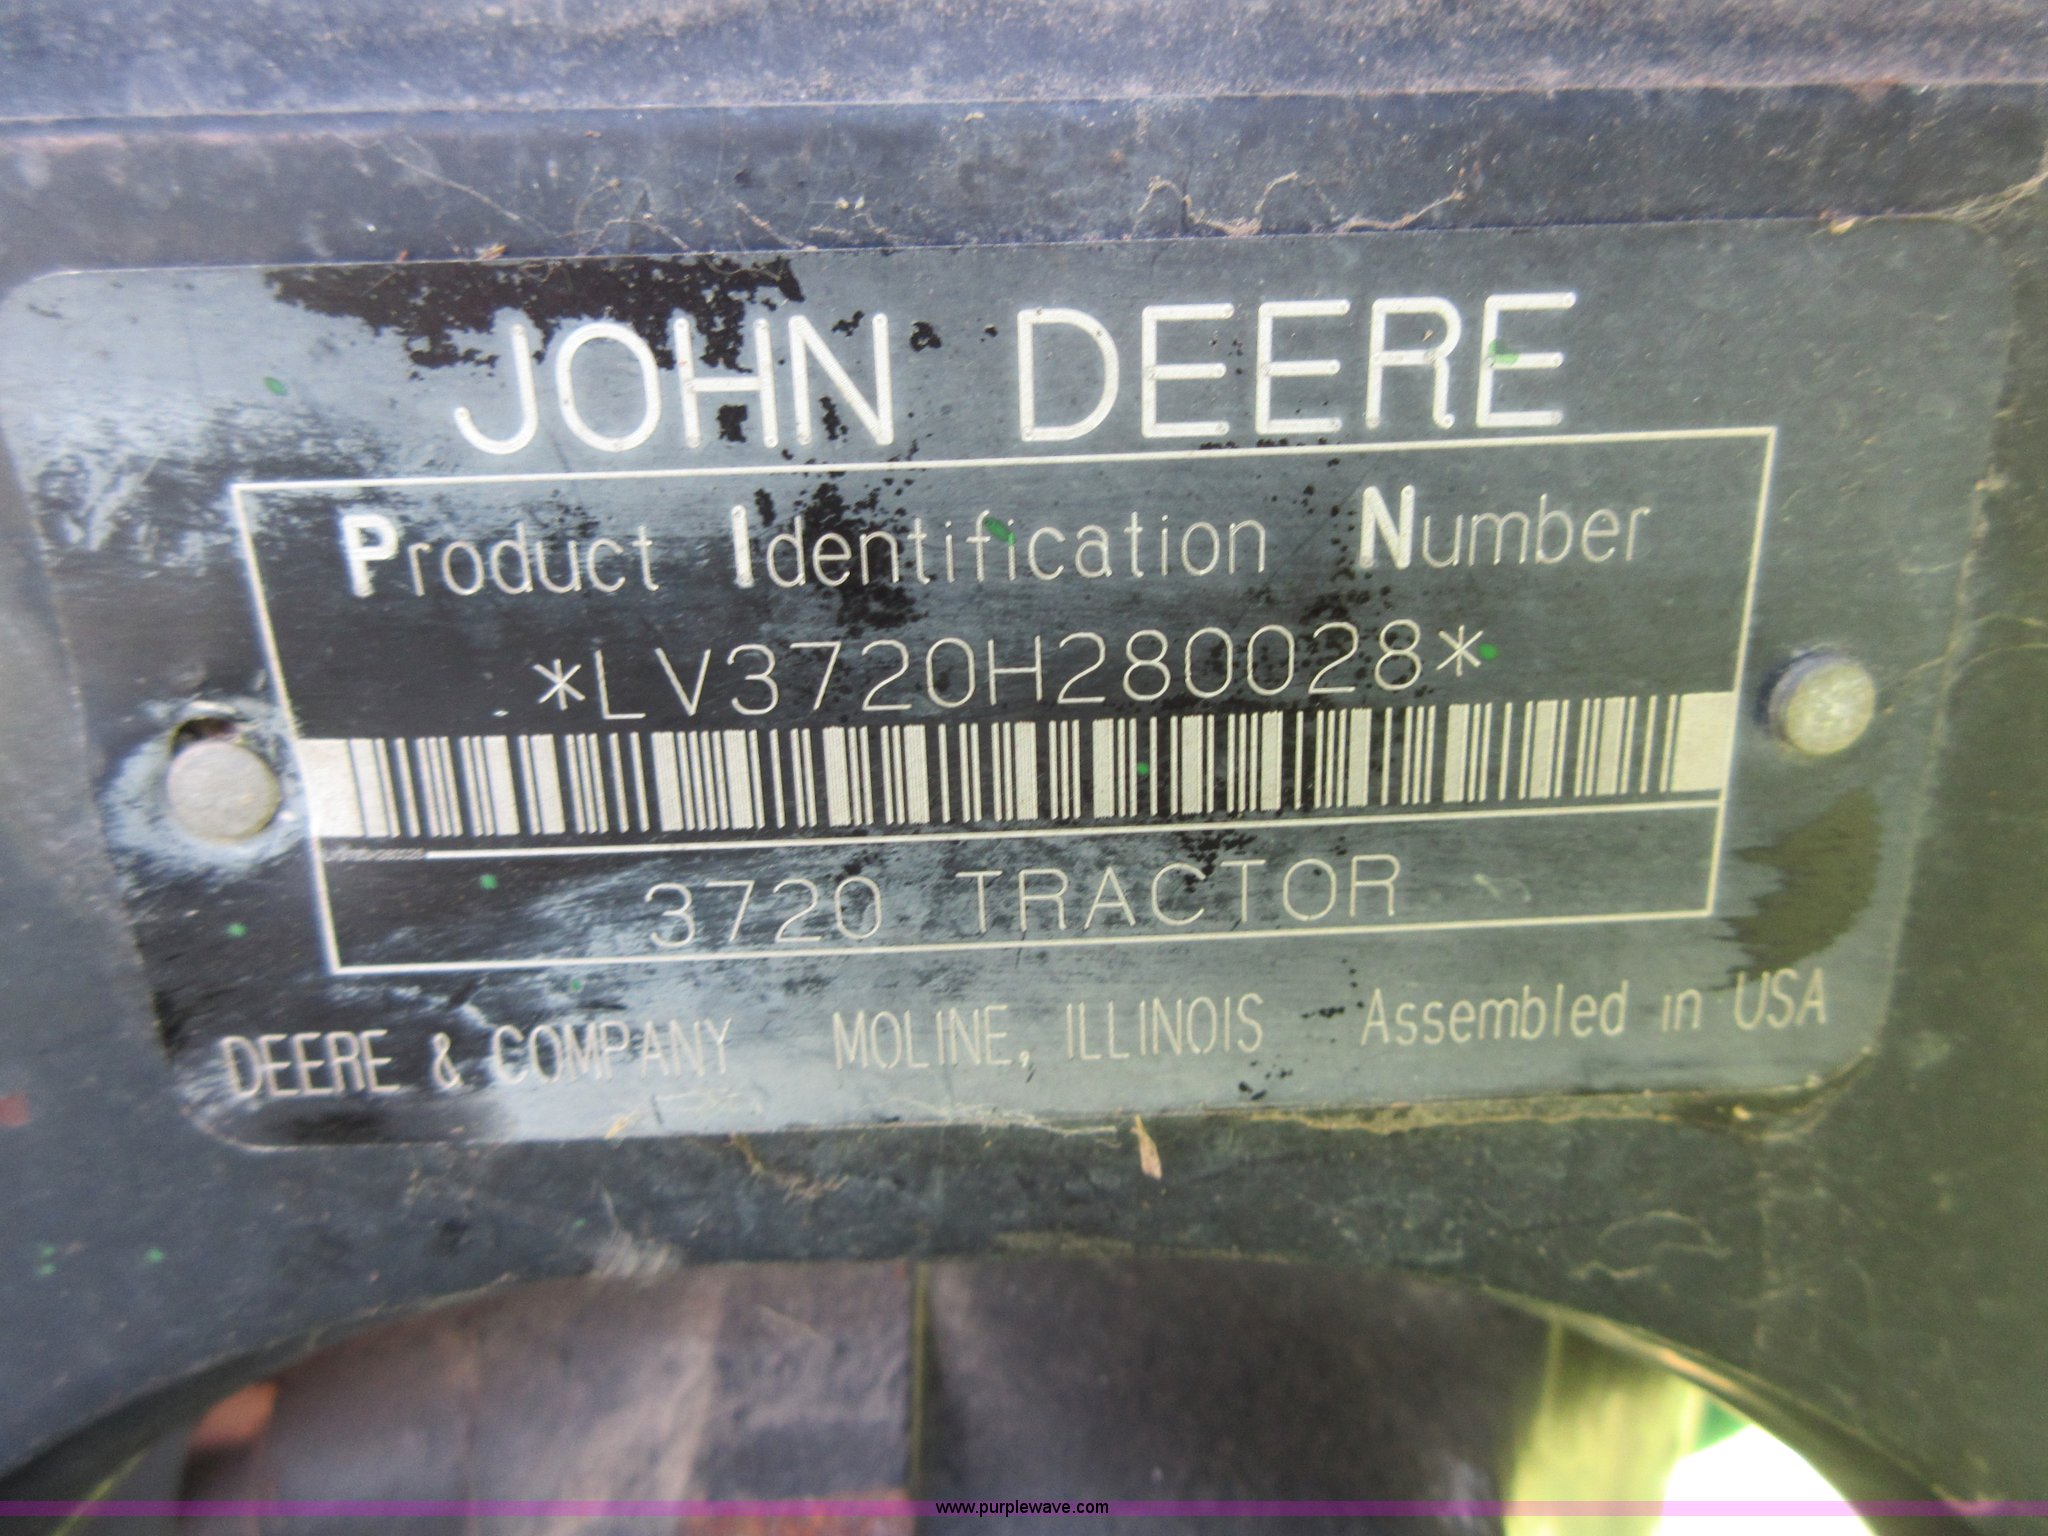 JOHN DEERE
Product Identification Number
*LV3720H280028*
3720 TRACTOR
DEERE & COMPANY MOLINE, ILLINOIS Assembled in USA
www.purplewave.com